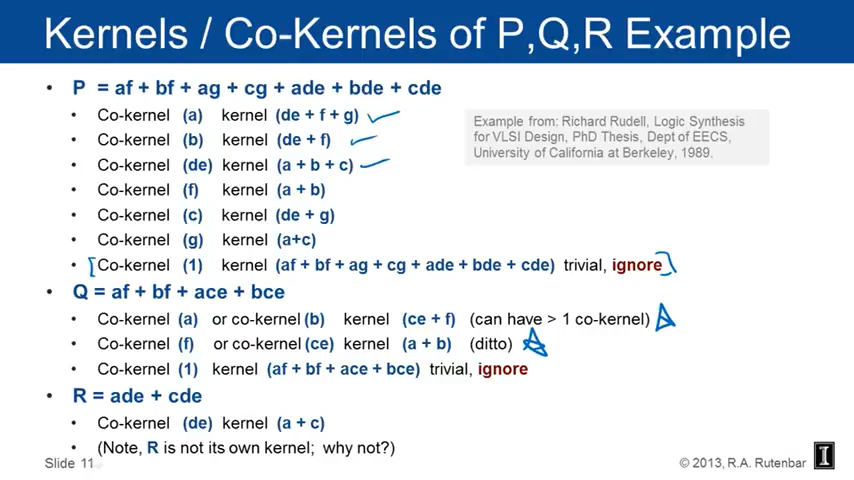 Kernels / Co-Kernels of P,Q,R Example
• P = af + bf + ag + cg + ade + bde + cde
• Co-kernel (a) kernel (de + f + g)
• Co-kernel (b) kernel (de + f)
• Co-kernel (de) kernel (a + b + c)
• Co-kernel (f) kernel (a + b)
• Co-kernel (c) kernel (de + g)
• Co-kernel (g) kernel (a+c)
• Co-kernel (1) kernel (af + bf + ag + cg + ade + bde + cde) trivial, ignore
Example from: Richard Rudell, Logic Synthesis
for VLSI Design, PhD Thesis, Dept of EECS,
University of California at Berkeley, 1989.
• Q = af + bf + ace + bce
• Co-kernel (a) or co-kernel (b) kernel (ce + f) (can have > 1 co-kernel)
• Co-kernel (f) or co-kernel (ce) kernel (a + b) (ditto)
• Co-kernel (1) kernel (af + bf + ace + bce) trivial, ignore
• R = ade + cde
• Co-kernel (de) kernel (a + c)
• (Note, R is not its own kernel; why not?)
Slide 11
© 2013, R.A. Rutenbar I